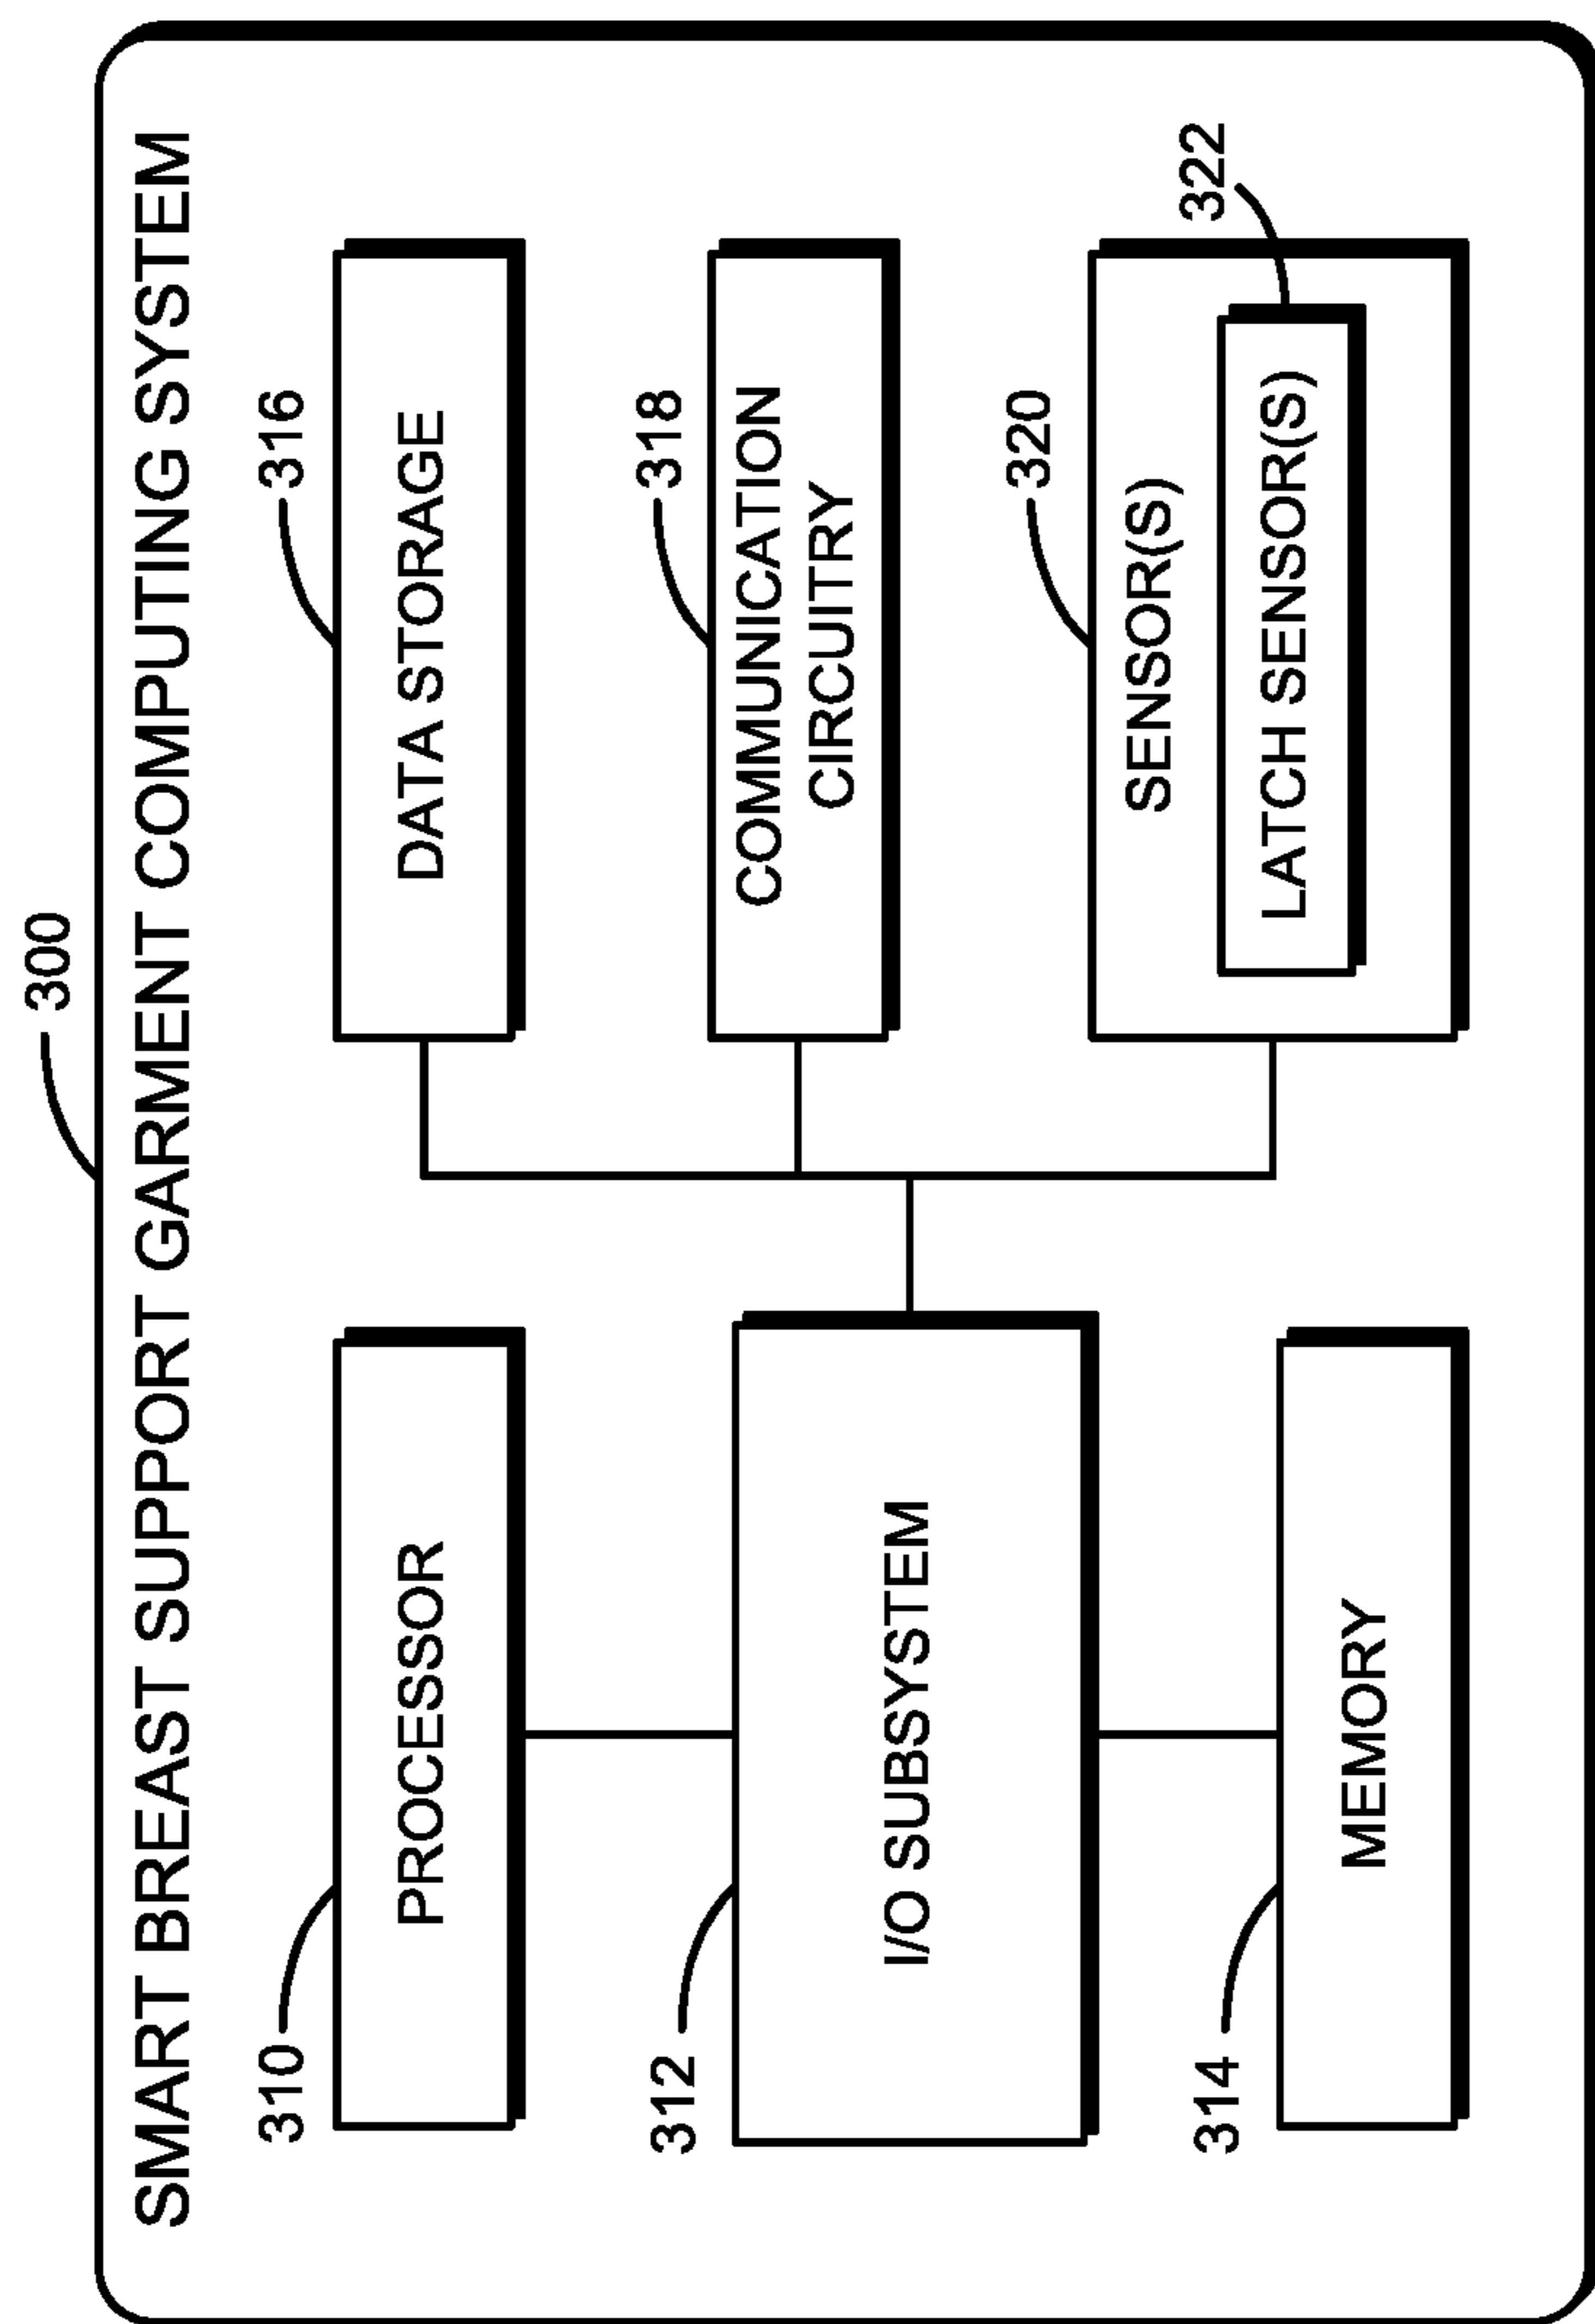 300
SMART BREAST SUPPORT GARMENT COMPUTING SYSTEM
310
PROCESSOR
316
DATA STORAGE
312
I/O SUBSYSTEM
318
COMMUNICATION
CIRCUITRY
314
MEMORY
320
SENSOR(S)
322
LATCH SENSOR(S)